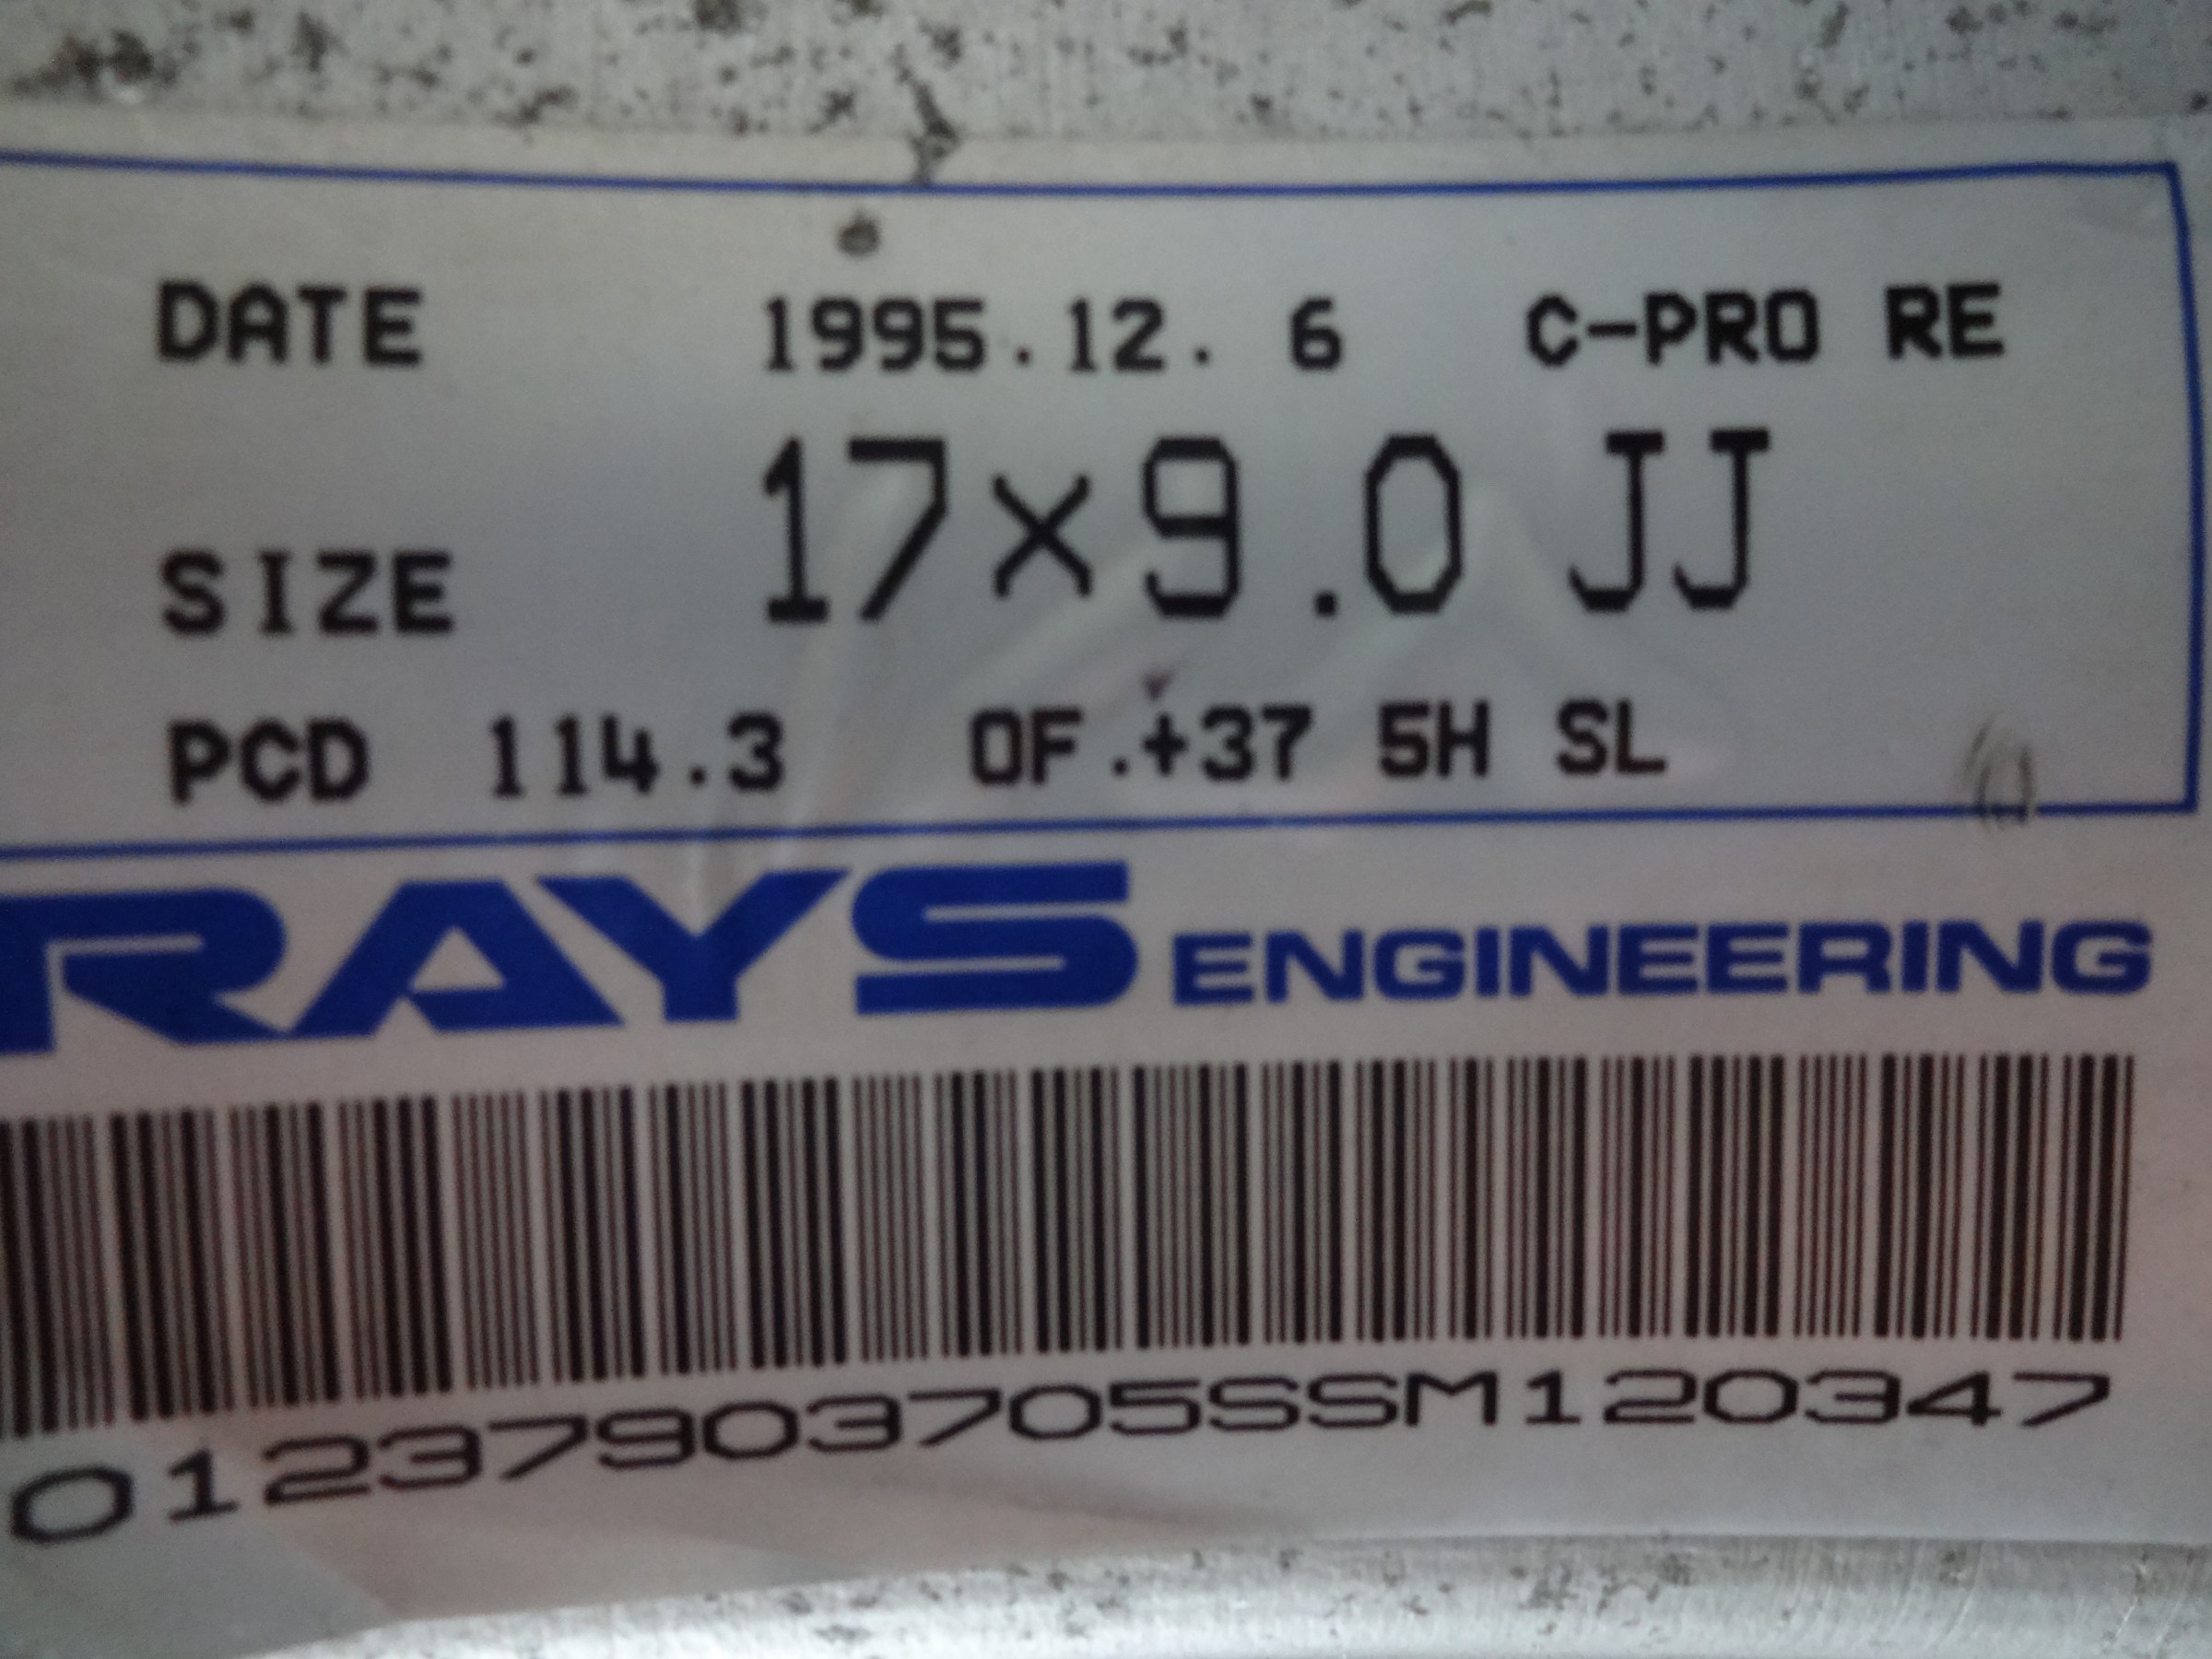 DATE 1995.12. 6 C-PRO RE
SIZE 17×9.0 JJ
PCD 114.3 OF.+37 5H SL
RAYS ENGINEERING
01237903705SSM120347